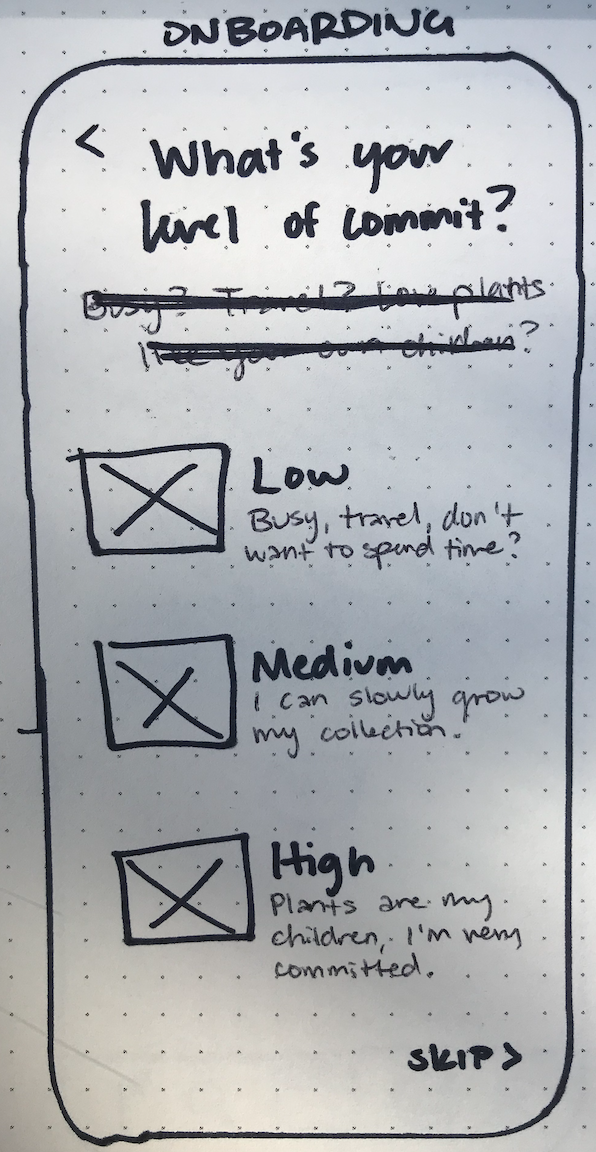 ONBOARDING
<
What's your
level of commit?
Busy? Travel? Love plants
like your own children?
Low
Busy, travel, don't
want to spend time?
Medium
I can slowly grow
my collection.
High
Plants are my
children, I'm very
committed.
SKIP >